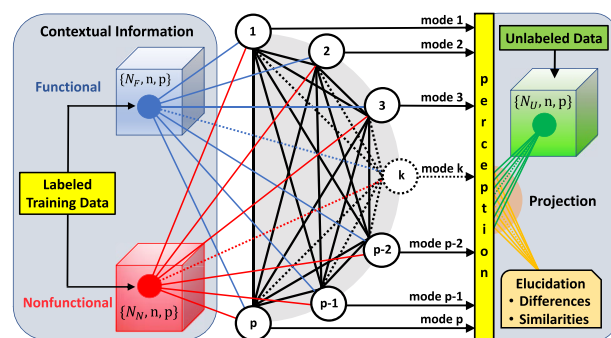 Contextual Information
{N_F, n, p}
Functional
Labeled
Training Data
Nonfunctional
{N_N, n, p}
1
2
3
k
p-2
p-1
p
mode 1
mode 2
mode 3
mode k
mode p-2
mode p-1
mode p
perception
Unlabeled Data
{N_U, n, p}
Projection
Elucidation
• Differences
• Similarities